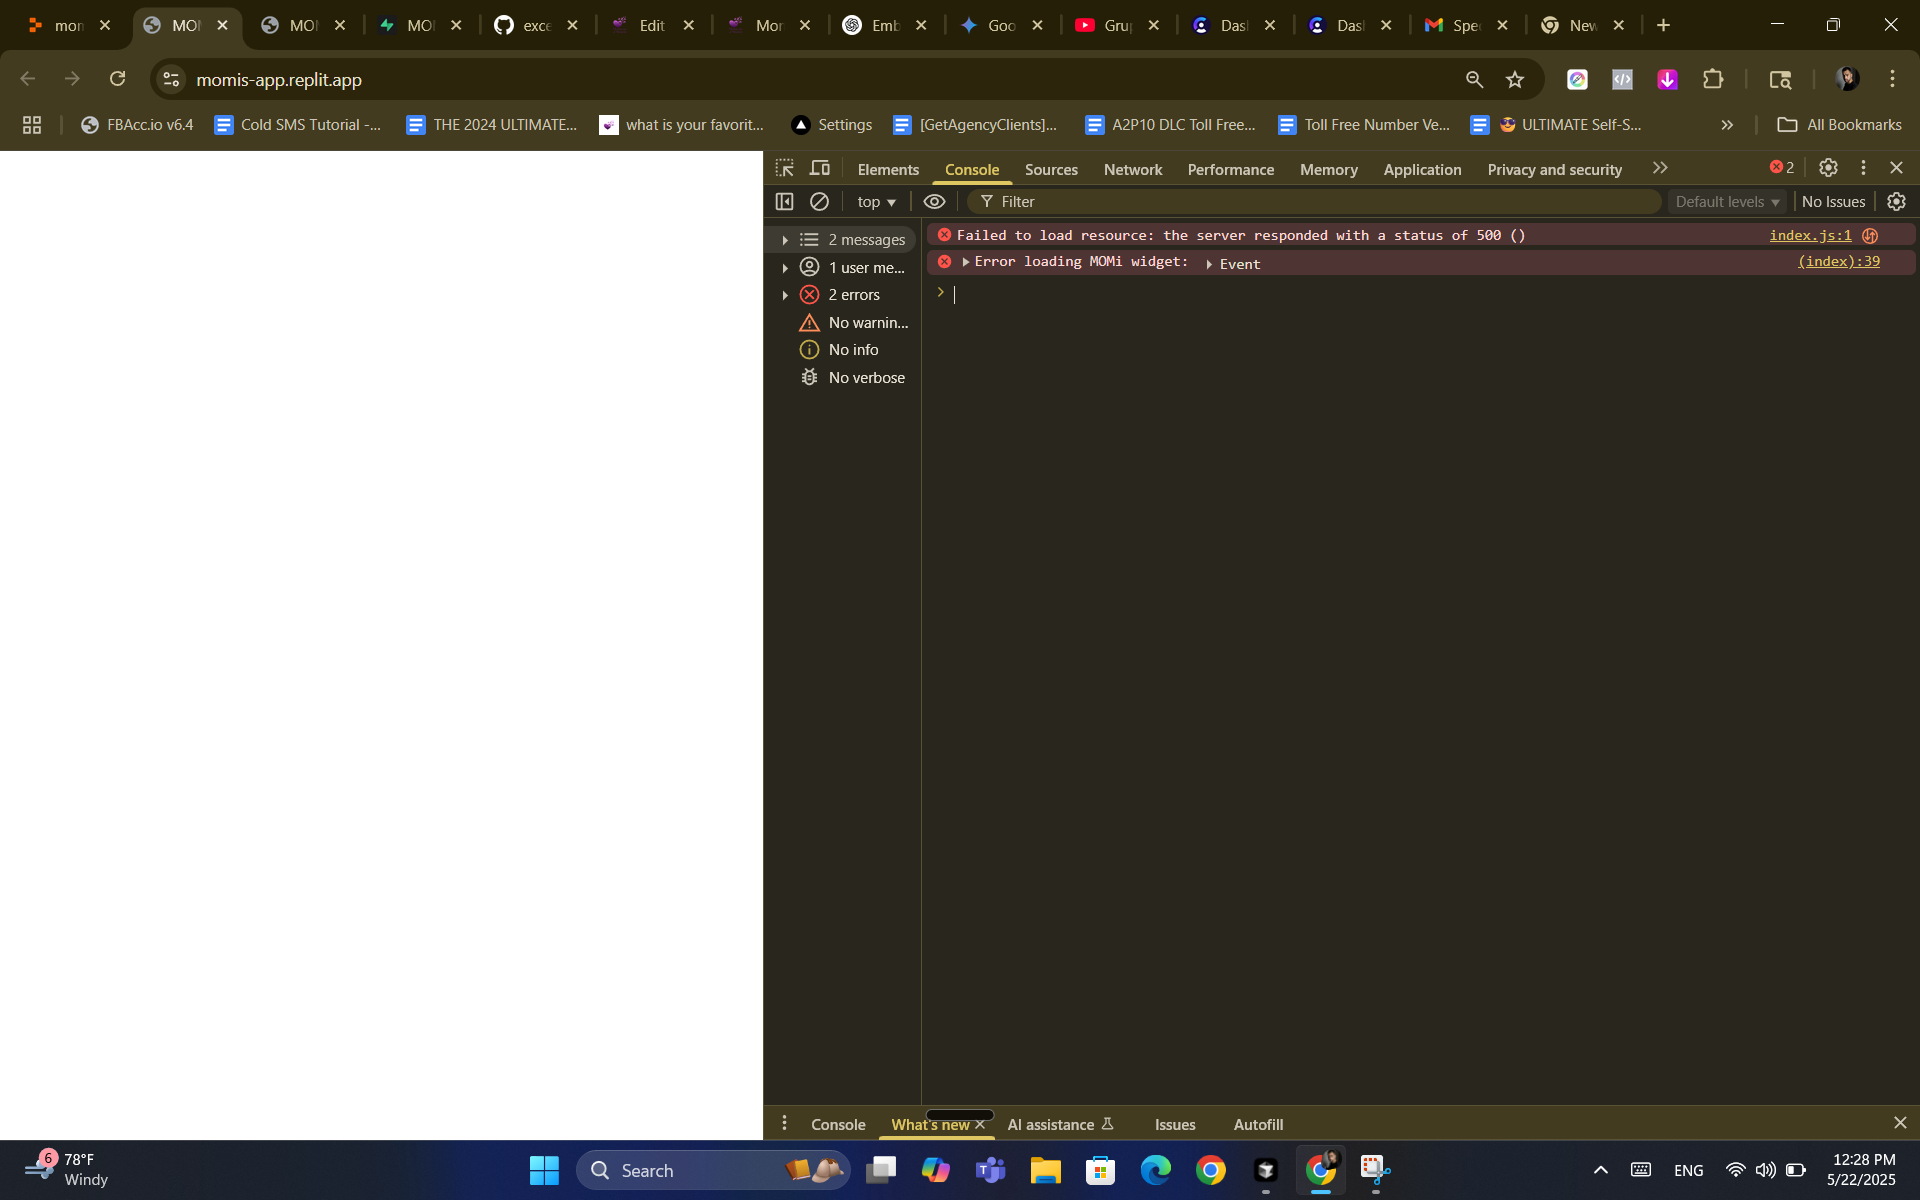 mon
MO
MO
MO
exce
Edit
Mor
Emb
Goo
Gru
Das
Das
Spe
New
momis-app.replit.app
FBAcc.io v6.4
Cold SMS Tutorial -...
THE 2024 ULTIMATE...
what is your favorit...
Settings
[GetAgencyClients]...
A2P10 DLC Toll Free...
Toll Free Number Ve...
ULTIMATE Self-S...
All Bookmarks
Elements
Console
Sources
Network
Performance
Memory
Application
Privacy and security
2
top
Filter
Default levels
No Issues
2 messages
1 user me...
2 errors
No warnin...
No info
No verbose
Failed to load resource: the server responded with a status of 500 () index.js:1
Error loading MOMi widget: Event (index):39
Console
What's new
AI assistance
Issues
Autofill
6
78°F
Windy
Search
ENG
12:28 PM
5/22/2025